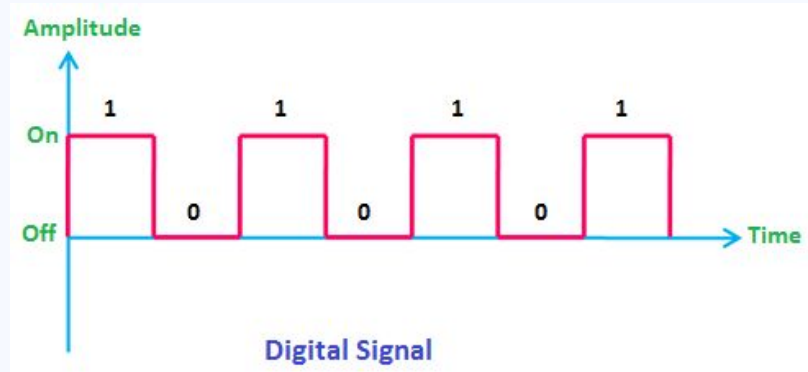 Amplitude
1 1 1 1
On
0 0 0
Off
Time
Digital Signal